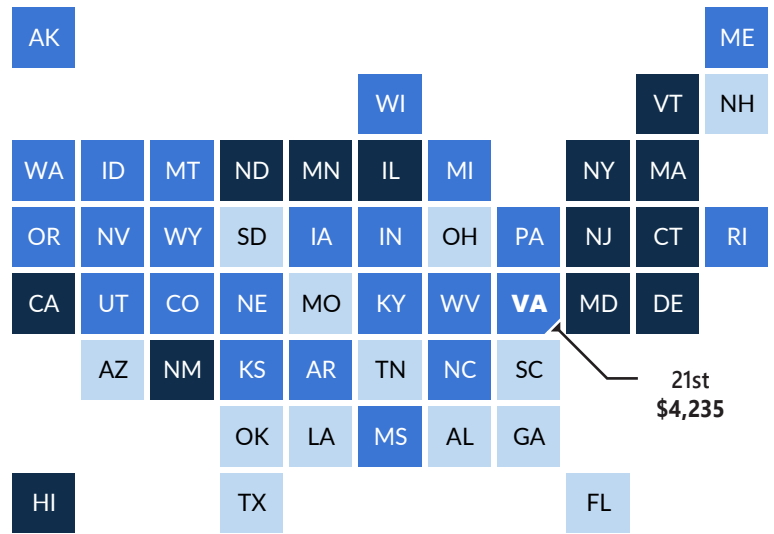 AK ME
WI VT NH
WA ID MT ND MN IL MI NY MA
OR NV WY SD IA IN OH PA NJ CT RI
CA UT CO NE MO KY WV VA MD DE
AZ NM KS AR TN NC SC
21st
$4,235
OK LA MS AL GA
HI TX FL